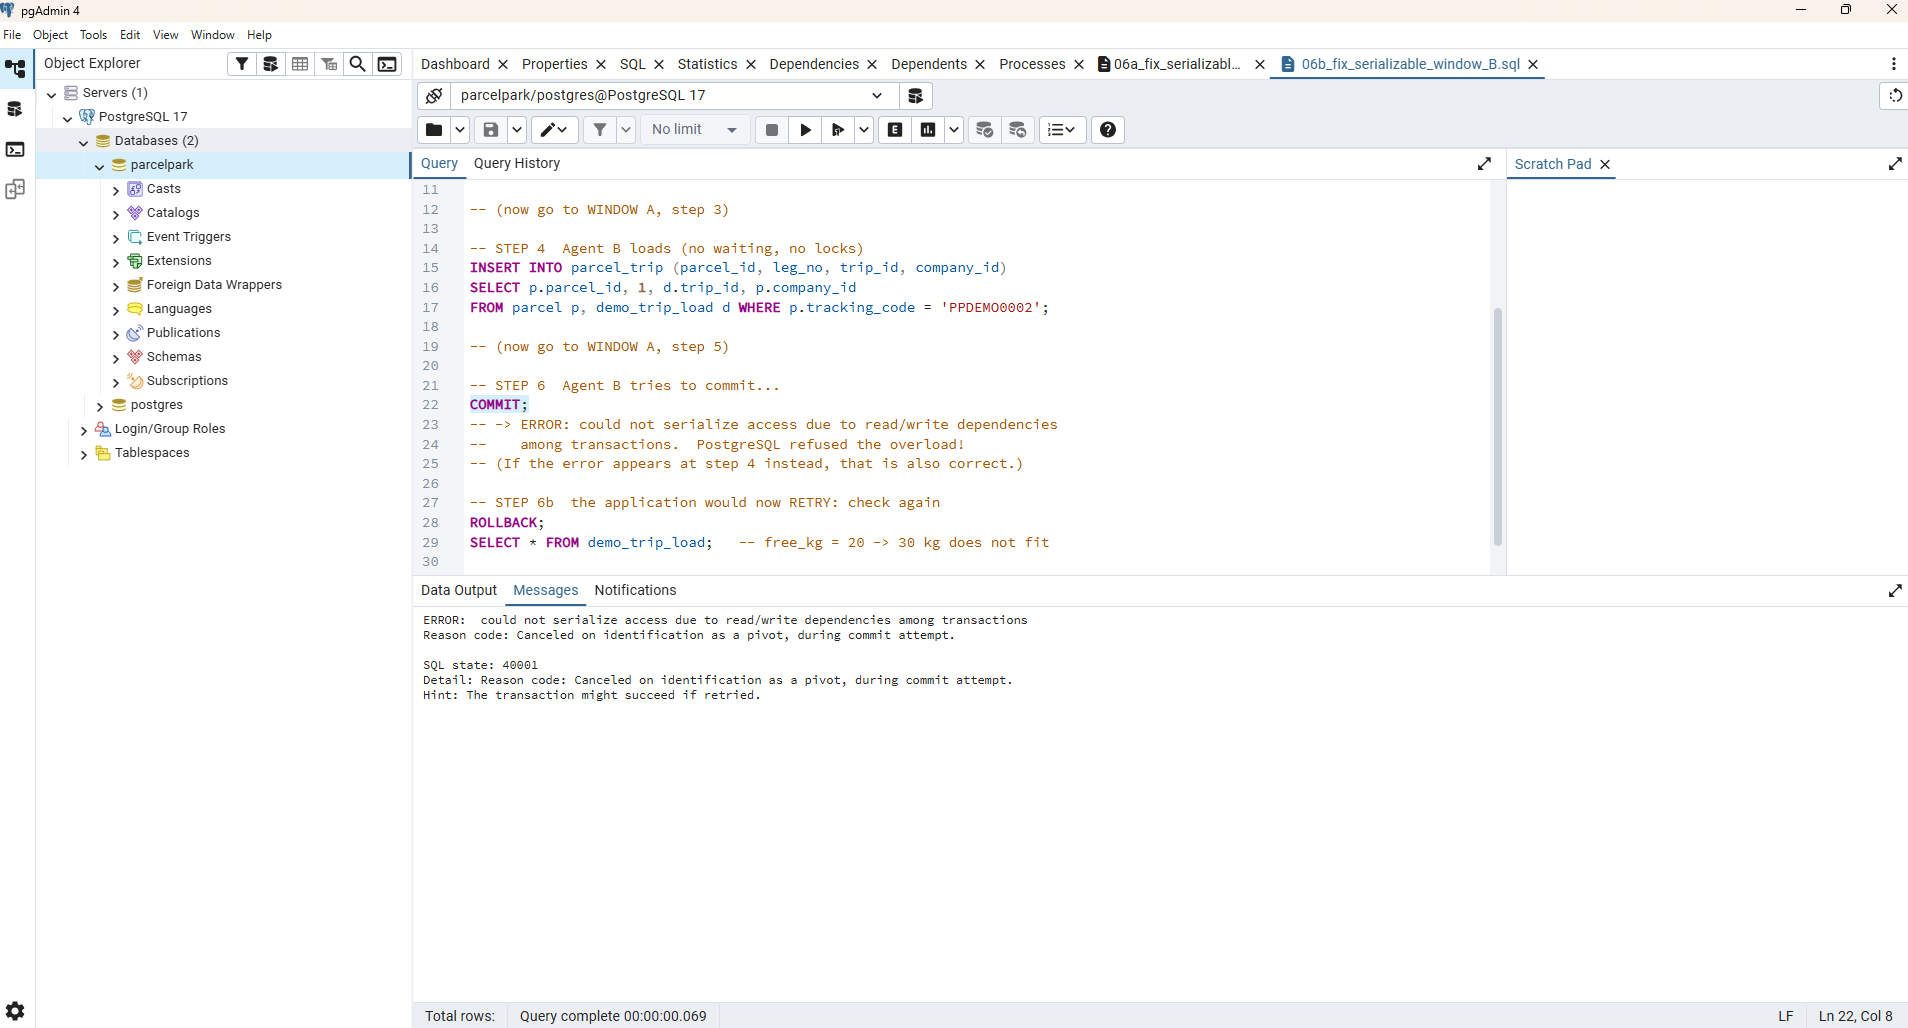 pgAdmin 4
File Object Tools Edit View Window Help
Object Explorer
Servers (1)
PostgreSQL 17
Databases (2)
parcelpark
Casts
Catalogs
Event Triggers
Extensions
Foreign Data Wrappers
Languages
Publications
Schemas
Subscriptions
postgres
Login/Group Roles
Tablespaces
Dashboard Properties SQL Statistics Dependencies Dependents Processes 06a_fix_serializabl... 06b_fix_serializable_window_B.sql
parcelpark/postgres@PostgreSQL 17
No limit E
Query Query History
Scratch Pad
11
12 -- (now go to WINDOW A, step 3)
13
14 -- STEP 4  Agent B loads (no waiting, no locks)
15 INSERT INTO parcel_trip (parcel_id, leg_no, trip_id, company_id)
16 SELECT p.parcel_id, 1, d.trip_id, p.company_id
17 FROM parcel p, demo_trip_load d WHERE p.tracking_code = 'PPDEMO0002';
18
19 -- (now go to WINDOW A, step 5)
20
21 -- STEP 6  Agent B tries to commit...
22 COMMIT;
23 -- -> ERROR: could not serialize access due to read/write dependencies
24 --    among transactions.  PostgreSQL refused the overload!
25 -- (If the error appears at step 4 instead, that is also correct.)
26
27 -- STEP 6b  the application would now RETRY: check again
28 ROLLBACK;
29 SELECT * FROM demo_trip_load;   -- free_kg = 20 -> 30 kg does not fit
30
Data Output Messages Notifications
ERROR:  could not serialize access due to read/write dependencies among transactions
Reason code: Canceled on identification as a pivot, during commit attempt.
SQL state: 40001
Detail: Reason code: Canceled on identification as a pivot, during commit attempt.
Hint: The transaction might succeed if retried.
Total rows: Query complete 00:00:00.069 LF Ln 22, Col 8